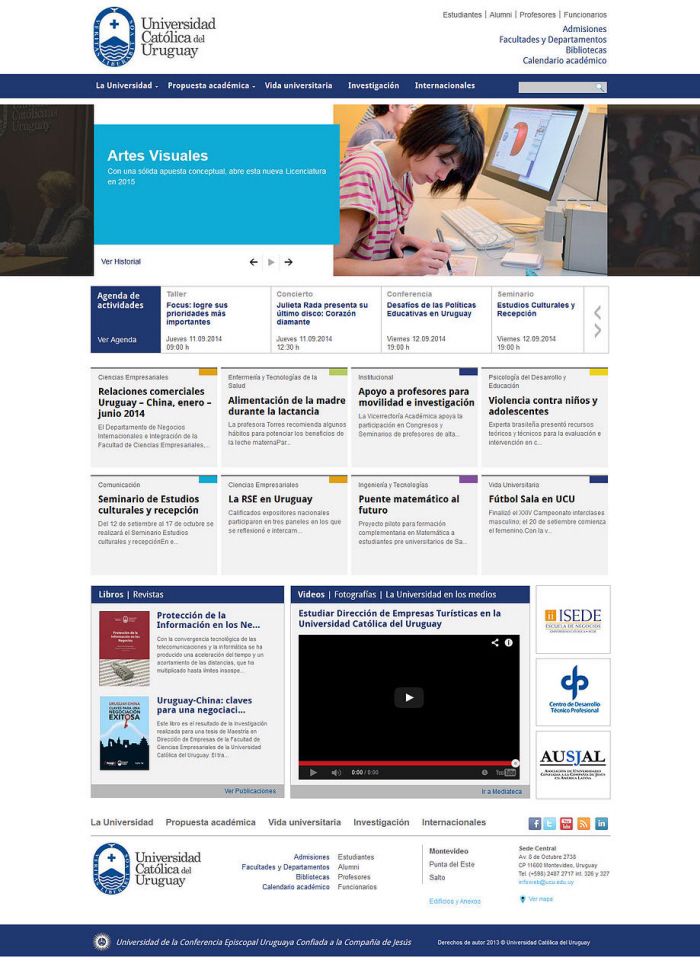 Universidad
Católica del
Uruguay
Estudiantes | Alumni | Profesores | Funcionarios
Admisiones
Facultades y Departamentos
Bibliotecas
Calendario académico
La Universidad
Propuesta académica
Vida universitaria
Investigación
Internacionales
Artes Visuales
Con una sólida apuesta conceptual, abre esta nueva Licenciatura
en 2015
Ver Historial
Agenda de
actividades
Ver Agenda
Taller
Focus: logre sus
prioridades más
importantes
Jueves 11.09.2014
09:00 h
Concierto
Julieta Rada presenta su
último disco: Corazón
diamante
Jueves 11.09.2014
12:30 h
Conferencia
Desafíos de las Políticas
Educativas en Uruguay
Viernes 12.09.2014
19:00 h
Seminario
Estudios Culturales y
Recepción
Viernes 12.09.2014
19:00 h
Ciencias Empresariales
Relaciones comerciales
Uruguay – China, enero –
junio 2014
El Departamento de Negocios
Internacionales e Integración de la
Facultad de Ciencias Empresariales,...
Enfermería y Tecnologías de la
Salud
Alimentación de la madre
durante la lactancia
La profesora Torres recomienda algunos
hábitos para potenciar los beneficios de
la leche maternaPar...
Institucional
Apoyo a profesores para
movilidad e investigación
La Vicerrectoría Académica apoya la
participación en Congresos y
Seminarios de profesores de alta...
Psicología del Desarrollo y
Educación
Violencia contra niños y
adolescentes
Experta brasileña presentó recursos
teóricos y técnicos para la evaluación e
intervención en c...
Comunicación
Seminario de Estudios
culturales y recepción
Del 12 de setiembre al 17 de octubre se
realizará el Seminario Estudios
culturales y recepciónEn e...
Ciencias Empresariales
La RSE en Uruguay
Calificados expositores nacionales
participaron en tres paneles en los que
se reflexionó e intercam...
Ingeniería y Tecnologías
Puente matemático al
futuro
Proyecto piloto para formación
complementaria en Matemática a
estudiantes pre universitarios de Sa...
Vida Universitaria
Fútbol Sala en UCU
Finalizó el XXIV Campeonato interclases
masculino; el 20 de setiembre comienza
el femenino.Con la v...
Libros | Revistas
Protección de la
Información en los Ne...
Con la convergencia tecnológica de las
telecomunicaciones y la informática se ha
producido una aceleración del tiempo y un
acortamiento de las distancias, que ha
multiplicado hasta límites insospe...
URUGUAY-CHINA:
CLAVES PARA UNA
NEGOCIACIÓN
EXITOSA
Uruguay-China: claves
para una negociaci...
Este libro es el resultado de la investigación
realizada para una tesis de Maestría en
Dirección de Empresas de la Facultad de
Ciencias Empresariales de la Universidad
Católica del Uruguay. El tra...
Ver Publicaciones
Videos | Fotografías | La Universidad en los medios
Estudiar Dirección de Empresas Turísticas en la
Universidad Católica del Uruguay
0:00 / 0:00
YouTube
Ir a Mediateca
ISEDE
ESCUELA DE NEGOCIOS
Centro de Desarrollo
Técnico Profesional
AUSJAL
ASOCIACIÓN DE UNIVERSIDADES
CONFIADAS A LA COMPAÑÍA DE JESÚS
EN AMÉRICA LATINA
La Universidad
Propuesta académica
Vida universitaria
Investigación
Internacionales
Universidad
Católica del
Uruguay
Admisiones
Facultades y Departamentos
Bibliotecas
Calendario académico
Estudiantes
Alumni
Profesores
Funcionarios
Montevideo
Punta del Este
Salto
Edificios y Anexos
Sede Central
Av. 8 de Octubre 2738
CP 11600 Montevideo, Uruguay
Tel. (+598) 2487 2717 int. 326 y 327
infoweb@ucu.edu.uy
Ver mapa
Universidad de la Conferencia Episcopal Uruguaya Confiada a la Compañía de Jesús
Derechos de autor 2013 © Universidad Católica del Uruguay